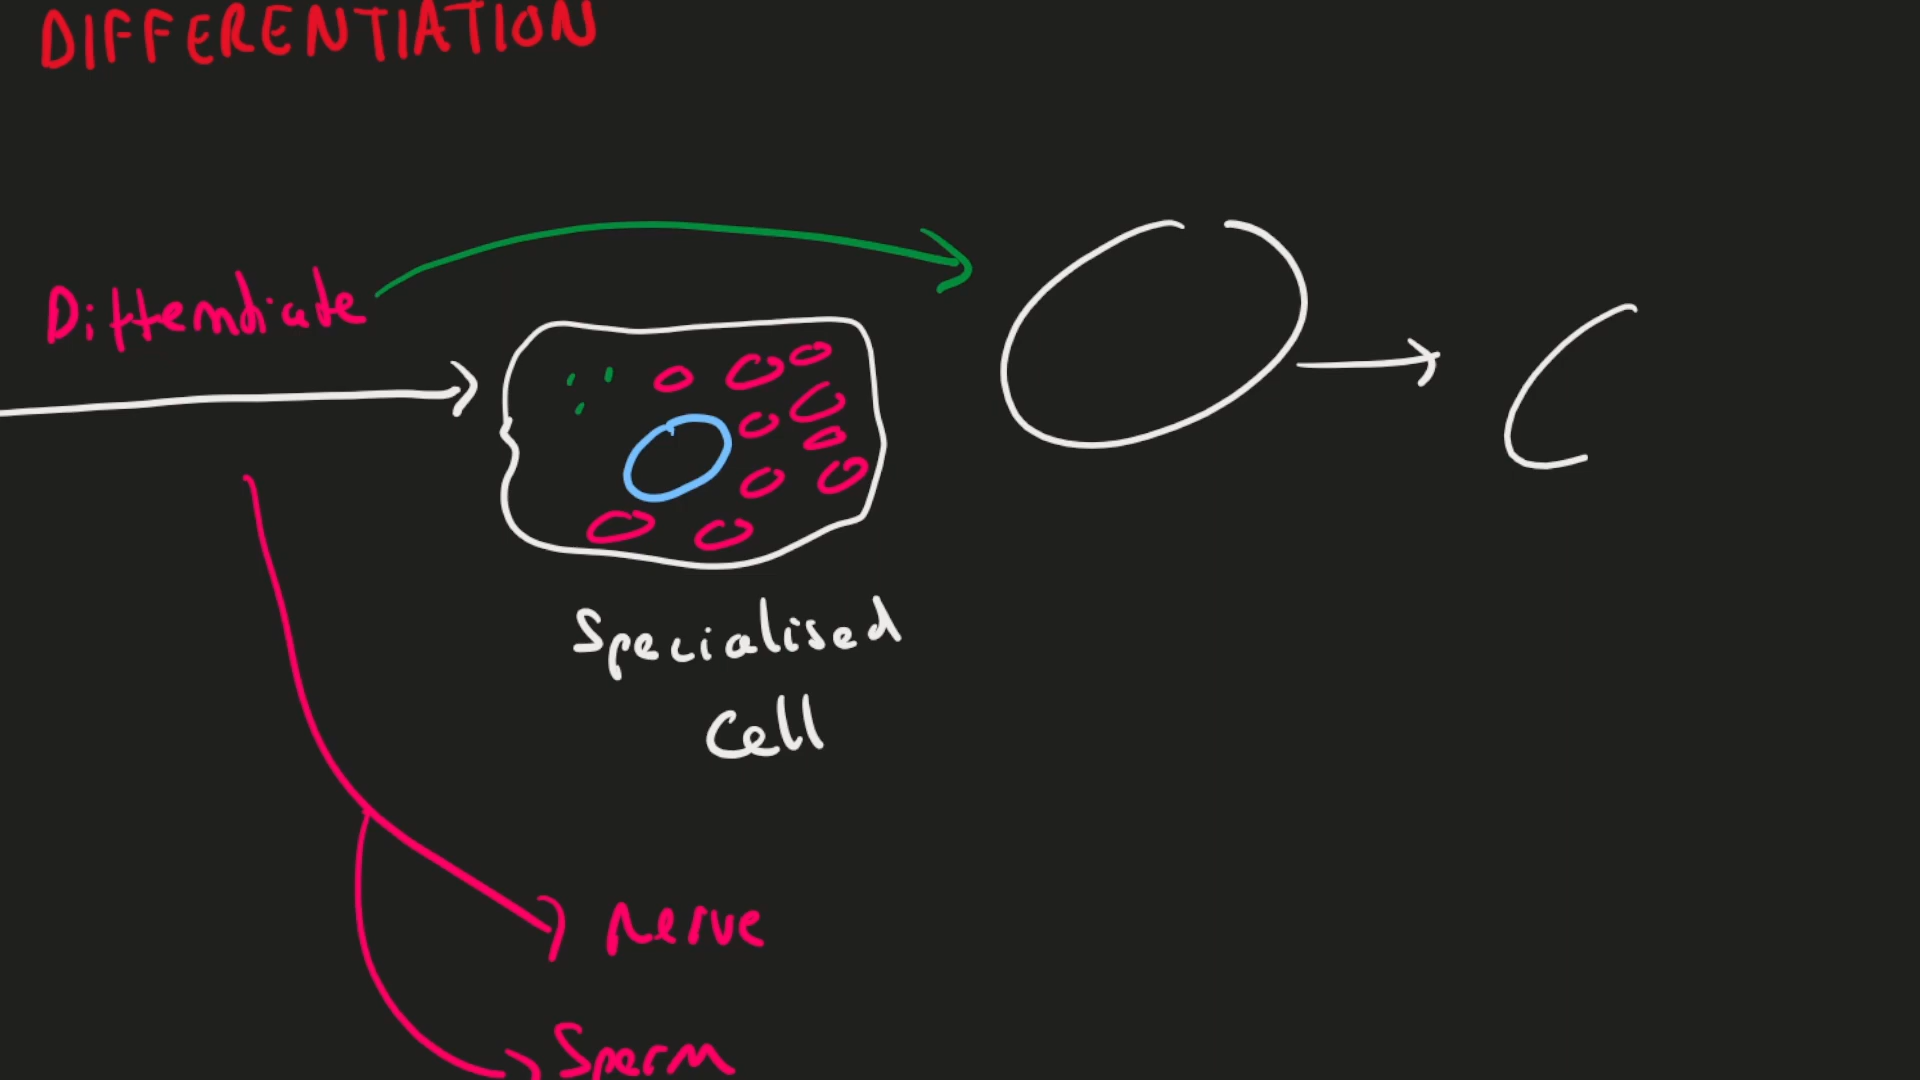 DIFFERENTIATION
Differentiate
Specialised
Cell
Nerve
Sperm